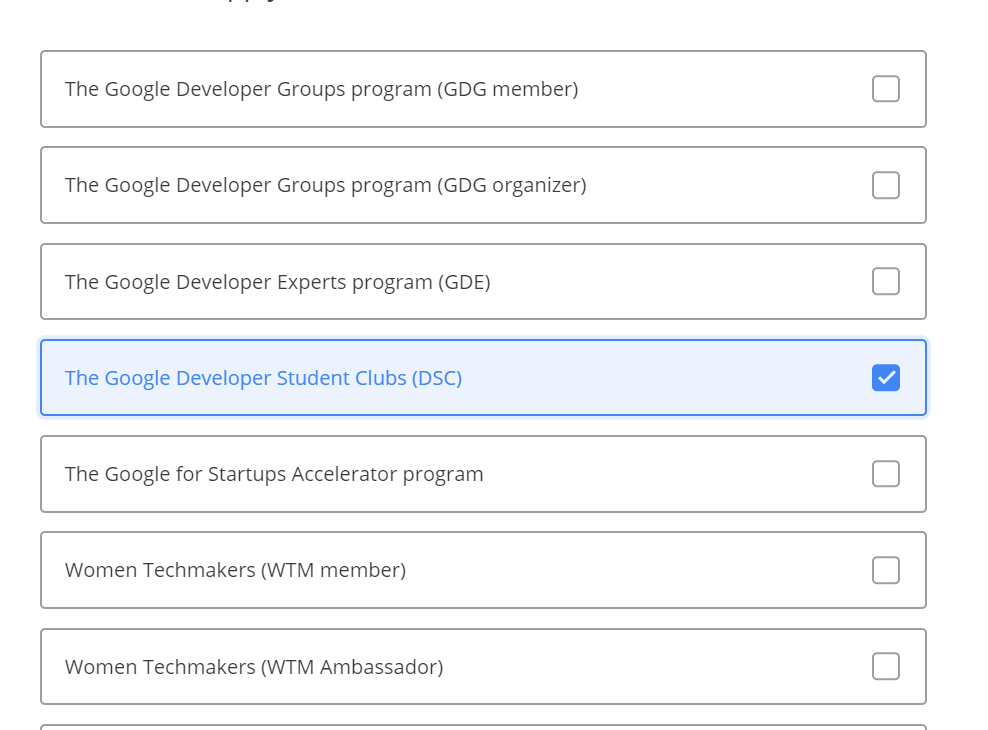 The Google Developer Groups program (GDG member)
The Google Developer Groups program (GDG organizer)
The Google Developer Experts program (GDE)
The Google Developer Student Clubs (DSC)
The Google for Startups Accelerator program
Women Techmakers (WTM member)
Women Techmakers (WTM Ambassador)